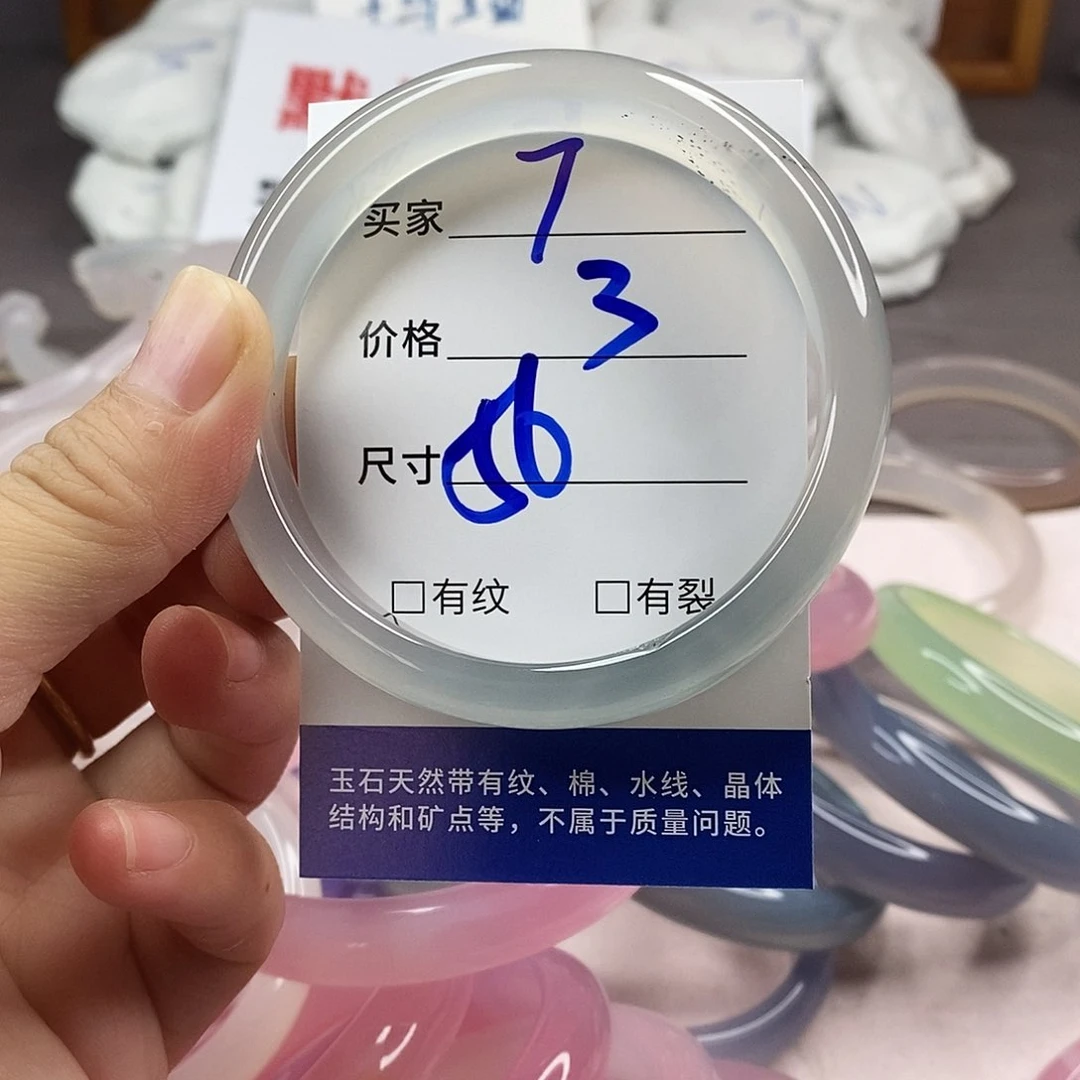 點
买家 7
价格 3
尺寸 56
□有纹 □有裂
玉石天然带有纹、棉、水线、晶体
结构和矿点等，不属于质量问题。